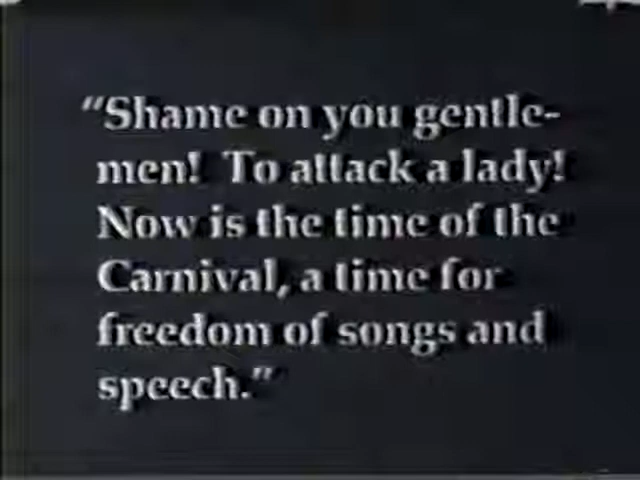 “Shame on you gentle-
men! To attack a lady!
Now is the time of the
Carnival, a time for
freedom of songs and
speech.”